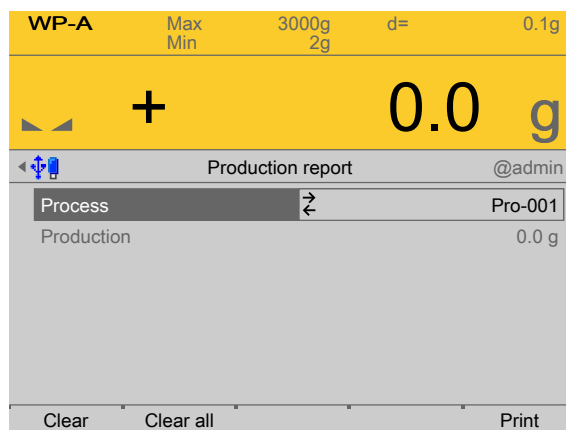 WP-A Max 3000g d= 0.1g
Min 2g
+ 0.0 g
Production report @admin
Process Pro-001
Production 0.0 g
Clear Clear all Print